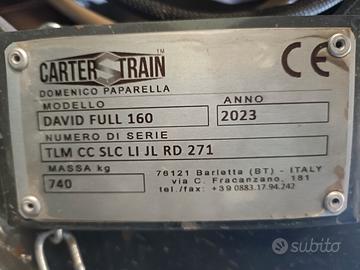 CARTER STRAIN™
CE
DOMENICO PAPARELLA
MODELLO ANNO
DAVID FULL 160 2023
NUMERO DI SERIE
TLM CC SLC LI JL RD 271
MASSA kg
740
76121 Barletta (BT) - ITALY
via C. Fracanzano, 181
tel./fax: +39 0883.17.94.242
subito